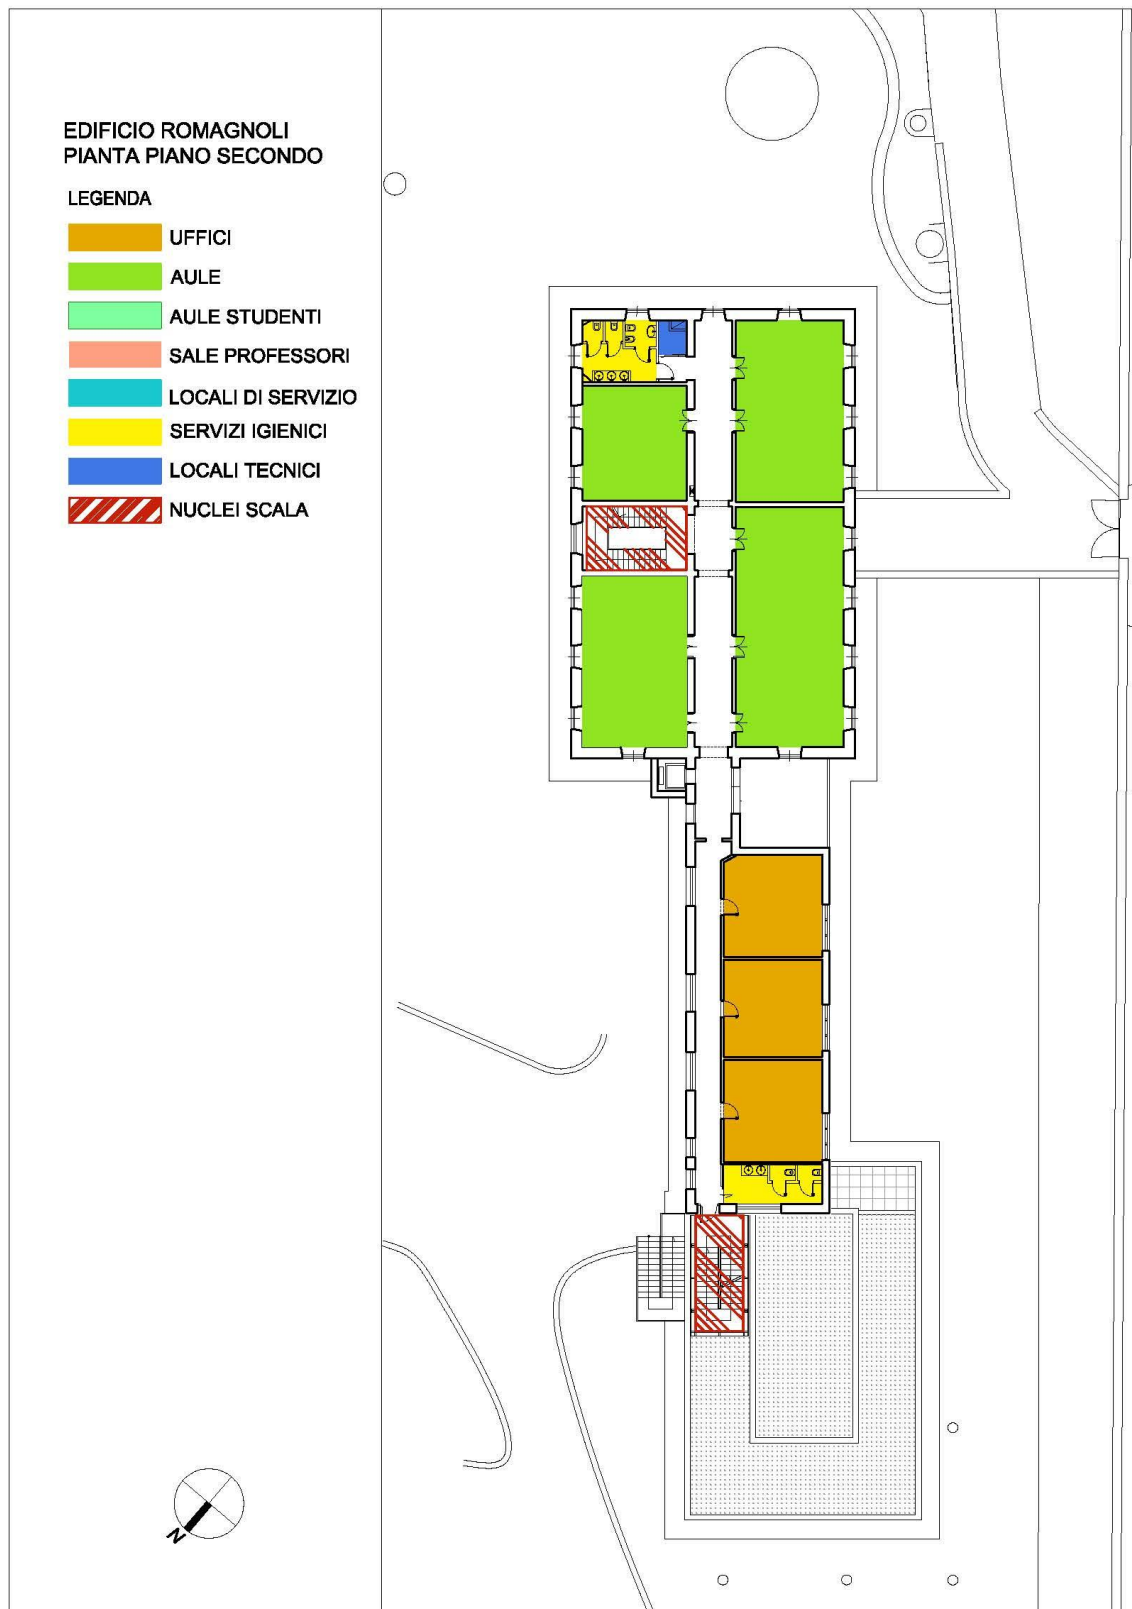 EDIFICIO ROMAGNOLI
PIANTA PIANO SECONDO
LEGENDA
UFFICI
AULE
AULE STUDENTI
SALE PROFESSORI
LOCALI DI SERVIZIO
SERVIZI IGIENICI
LOCALI TECNICI
NUCLEI SCALA
N